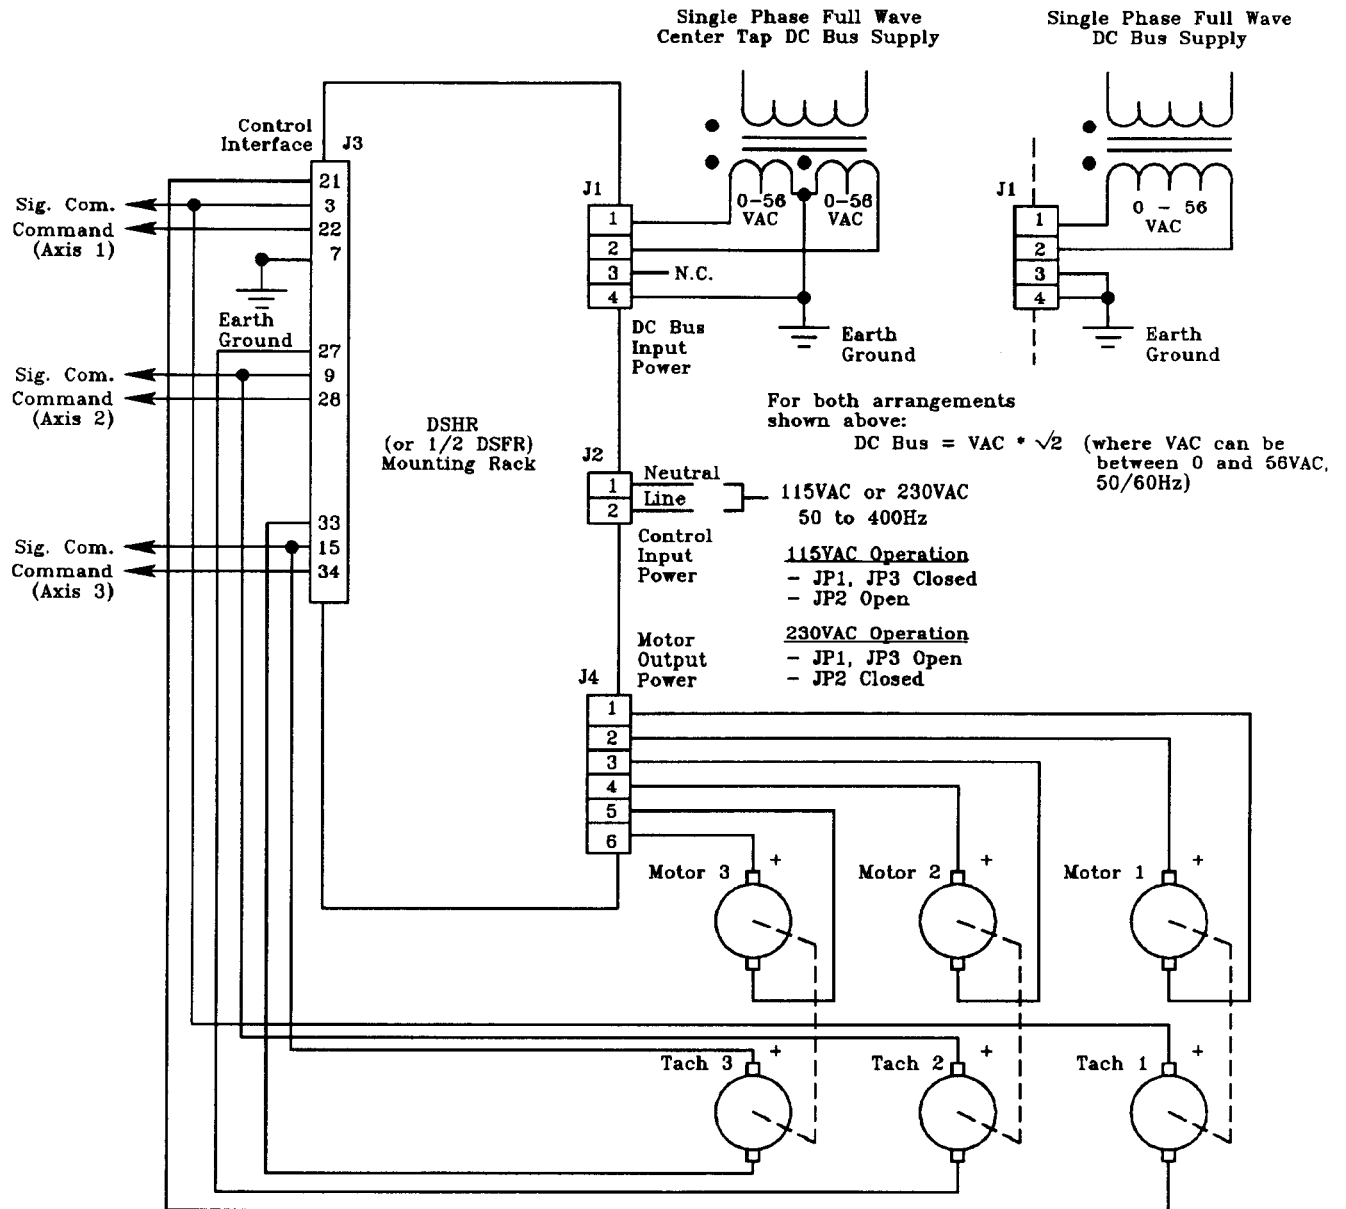 Single Phase Full Wave
Center Tap DC Bus Supply
Single Phase Full Wave
DC Bus Supply
Control
Interface
J3
21
3
22
7
27
9
28
33
15
34
Sig. Com.
Command
(Axis 1)
Earth
Ground
Sig. Com.
Command
(Axis 2)
Sig. Com.
Command
(Axis 3)
DSHR
(or 1/2 DSFR)
Mounting Rack
J1
1
2
3
4
0-56
VAC
0-56
VAC
N.C.
DC Bus
Input
Power
Earth
Ground
J1
1
2
3
4
0 - 56
VAC
Earth
Ground
For both arrangements
shown above:
DC Bus = VAC * √2 (where VAC can be
between 0 and 56VAC,
50/60Hz)
J2
1
2
Neutral
Line
115VAC or 230VAC
50 to 400Hz
Control
Input
Power
115VAC Operation
- JP1, JP3 Closed
- JP2 Open
230VAC Operation
- JP1, JP3 Open
- JP2 Closed
Motor
Output
Power
J4
1
2
3
4
5
6
Motor 3
+
Motor 2
+
Motor 1
+
Tach 3
+
Tach 2
+
Tach 1
+